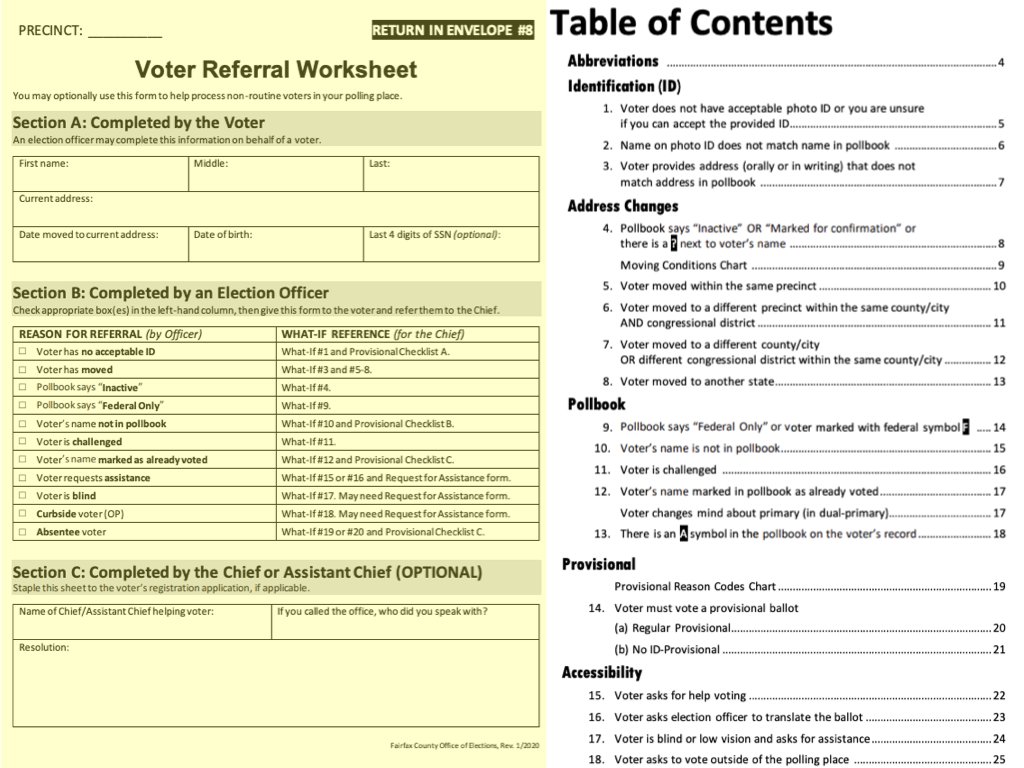 PRECINCT: __________
RETURN IN ENVELOPE #8
Voter Referral Worksheet
You may optionally use this form to help process non-routine voters in your polling place.
Section A: Completed by the Voter
An election officer may complete this information on behalf of a voter.
First name: Middle: Last:
Current address:
Date moved to current address: Date of birth: Last 4 digits of SSN (optional):
Section B: Completed by an Election Officer
Check appropriate box(es) in the left-hand column, then give this form to the voter and refer them to the Chief.
REASON FOR REFERRAL (by Officer) WHAT-IF REFERENCE (for the Chief)
☐ Voter has no acceptable ID What-If #1 and Provisional Checklist A.
☐ Voter has moved What-If #3 and #5-8.
☐ Pollbook says "Inactive" What-If #4.
☐ Pollbook says "Federal Only" What-If #9.
☐ Voter's name not in pollbook What-If #10 and Provisional Checklist B.
☐ Voter is challenged What-If #11.
☐ Voter's name marked as already voted What-If #12 and Provisional Checklist C.
☐ Voter requests assistance What-If #15 or #16 and Request for Assistance form.
☐ Voter is blind What-If #17. May need Request for Assistance form.
☐ Curbside voter (OP) What-If #18. May need Request for Assistance form.
☐ Absentee voter What-If #19 or #20 and Provisional Checklist C.
Section C: Completed by the Chief or Assistant Chief (OPTIONAL)
Staple this sheet to the voter's registration application, if applicable.
Name of Chief/Assistant Chief helping voter: If you called the office, who did you speak with?
Resolution:
Fairfax County Office of Elections, Rev. 1/2020
Table of Contents
Abbreviations ........ 4
Identification (ID)
1. Voter does not have acceptable photo ID or you are unsure
if you can accept the provided ID........ 5
2. Name on photo ID does not match name in pollbook ........ 6
3. Voter provides address (orally or in writing) that does not
match address in pollbook ........ 7
Address Changes
4. Pollbook says "Inactive" OR "Marked for confirmation" or
there is a ? next to voter's name ........ 8
Moving Conditions Chart ........ 9
5. Voter moved within the same precinct ........ 10
6. Voter moved to a different precinct within the same county/city
AND congressional district ........ 11
7. Voter moved to a different county/city
OR different congressional district within the same county/city ........ 12
8. Voter moved to another state........ 13
Pollbook
9. Pollbook says "Federal Only" or voter marked with federal symbol F ..... 14
10. Voter's name is not in pollbook........ 15
11. Voter is challenged ........ 16
12. Voter's name marked in pollbook as already voted........ 17
Voter changes mind about primary (in dual-primary)........ 17
13. There is an A symbol in the pollbook on the voter's record ........ 18
Provisional
Provisional Reason Codes Chart ........ 19
14. Voter must vote a provisional ballot
(a) Regular Provisional........ 20
(b) No ID-Provisional ........ 21
Accessibility
15. Voter asks for help voting ........ 22
16. Voter asks election officer to translate the ballot ........ 23
17. Voter is blind or low vision and asks for assistance........ 24
18. Voter asks to vote outside of the polling place ........ 25